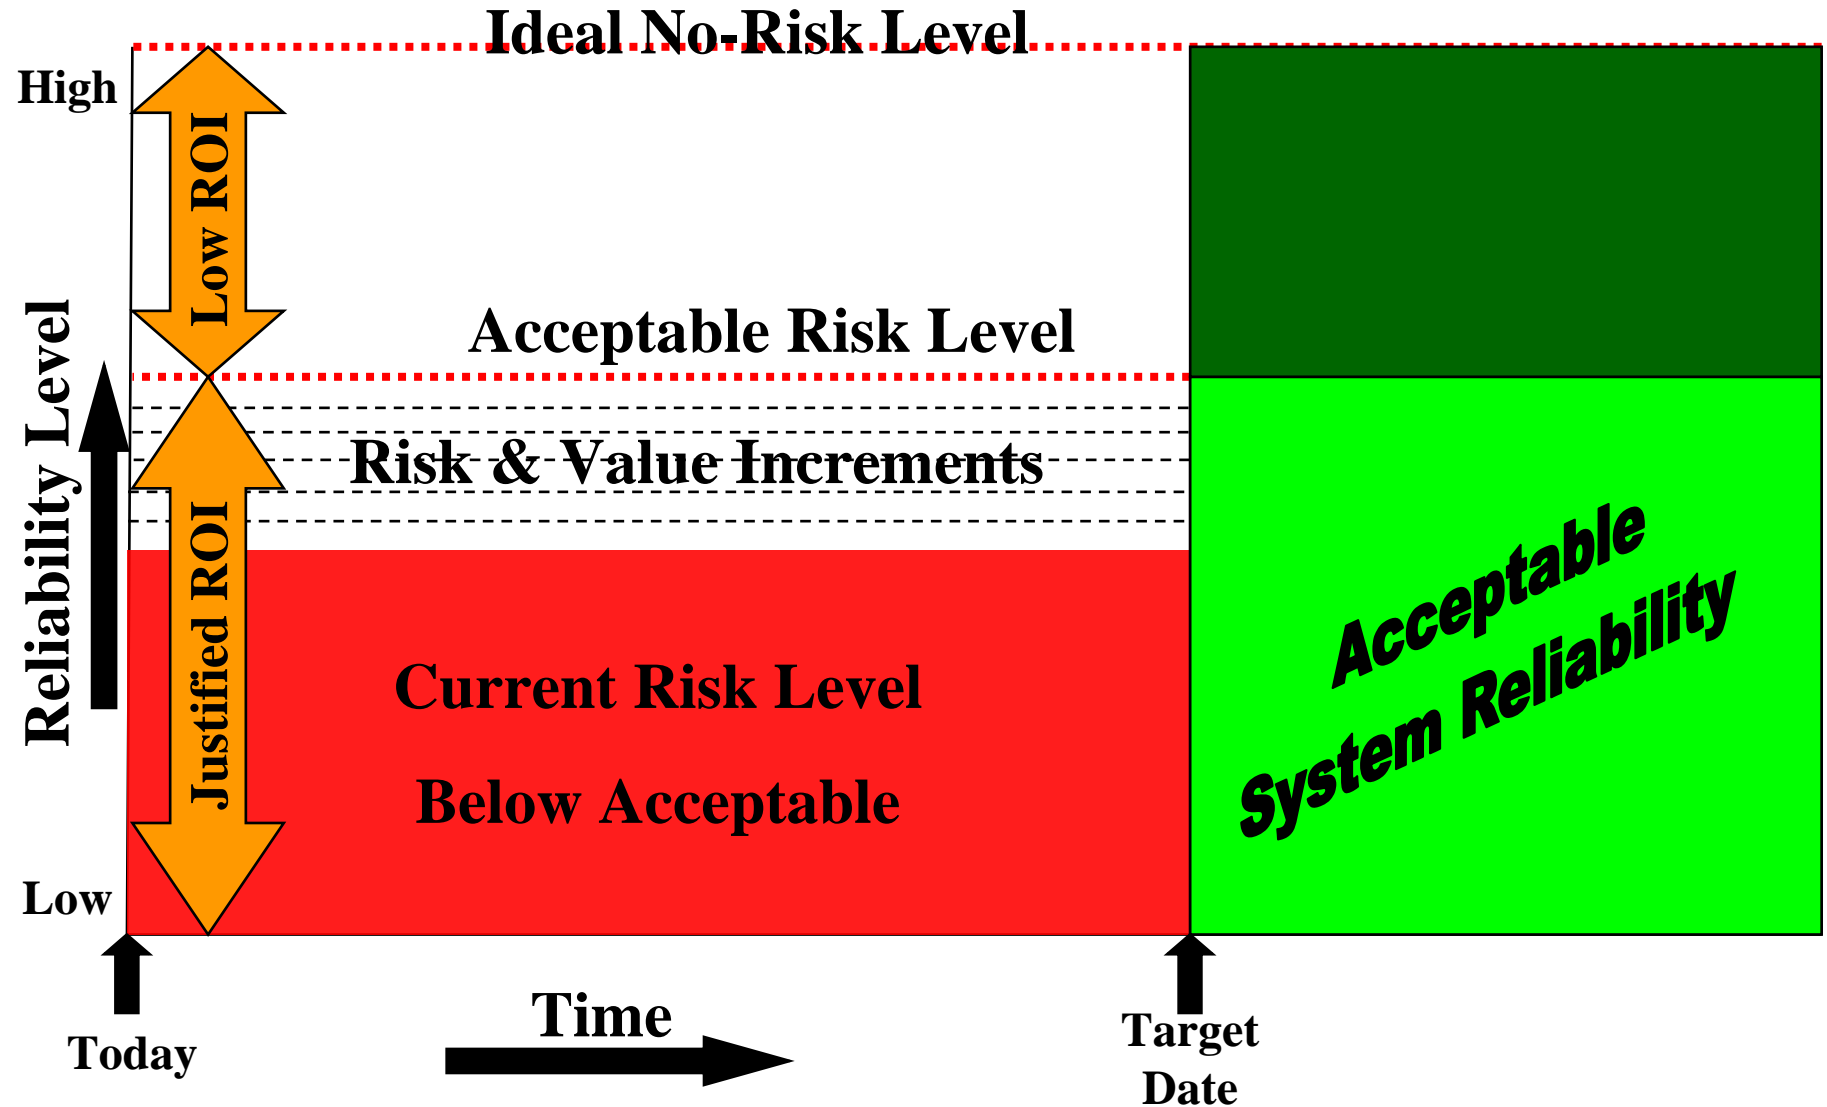 Ideal No-Risk Level
High
Low ROI
Acceptable Risk Level
Reliability Level
Risk & Value Increments
Justified ROI
Current Risk Level
Below Acceptable
Acceptable
System Reliability
Low
Today
Time
Target
Date